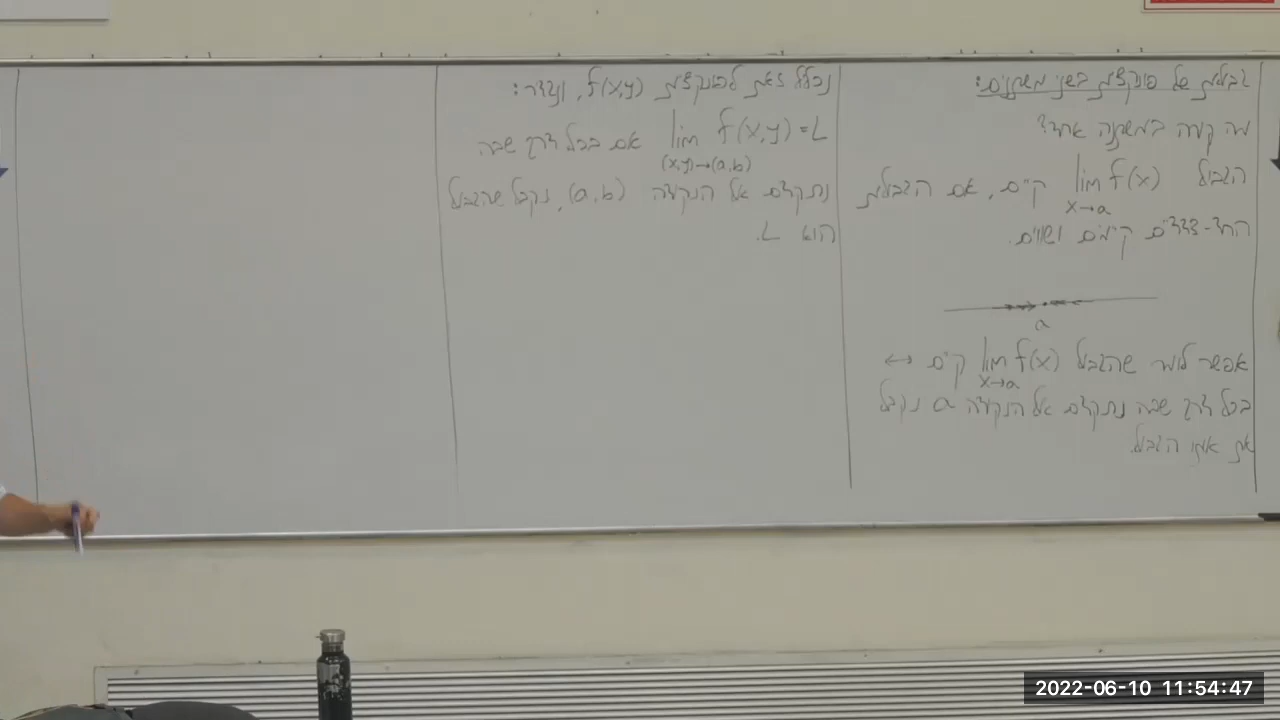 גבולות של פונקציות בשני משתנים:
מה קורה במשתנה אחד?
הגבול lim f(x) קיים, אם הגבולות
x→a
החד-צדדיים קיימים ושווים.
a
אפשר לומר שהגבול lim f(x) קיים ↔
x→a
בכל דרך שבה נתקדם אל הנקודה a נקבל
את אותו הגבול.
נכליל זאת לפונקציות f(x,y), ונגדיר:
lim f(x,y) = L אם בכל דרך שבה
(x,y)→(a,b)
נתקדם אל הנקודה (a,b), נקבל שהגבול
הוא L.
2022-06-10 11:54:47